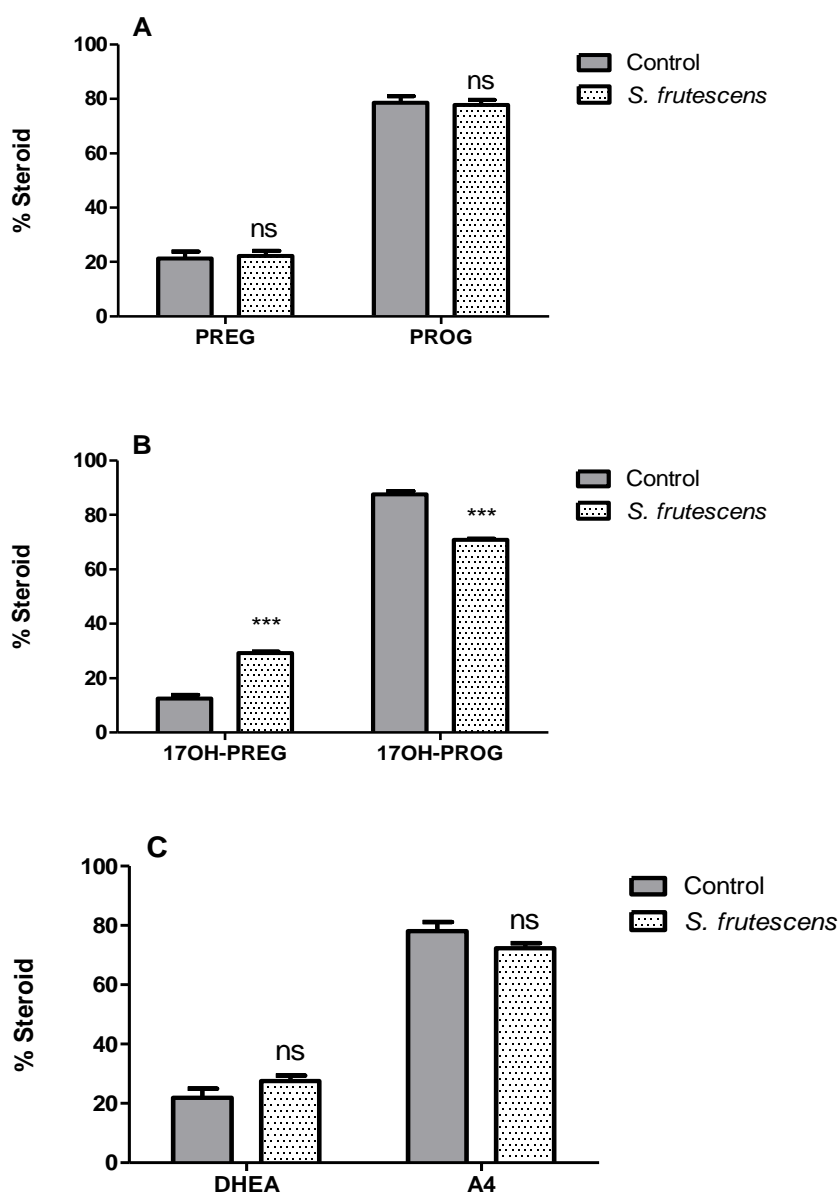 A
% Steroid
100
80
60
40
20
0
ns
ns
PREG
PROG
Control
S. frutescens
B
% Steroid
100
80
60
40
20
0
***
***
17OH-PREG
17OH-PROG
Control
S. frutescens
C
% Steroid
100
80
60
40
20
0
ns
ns
DHEA
A4
Control
S. frutescens